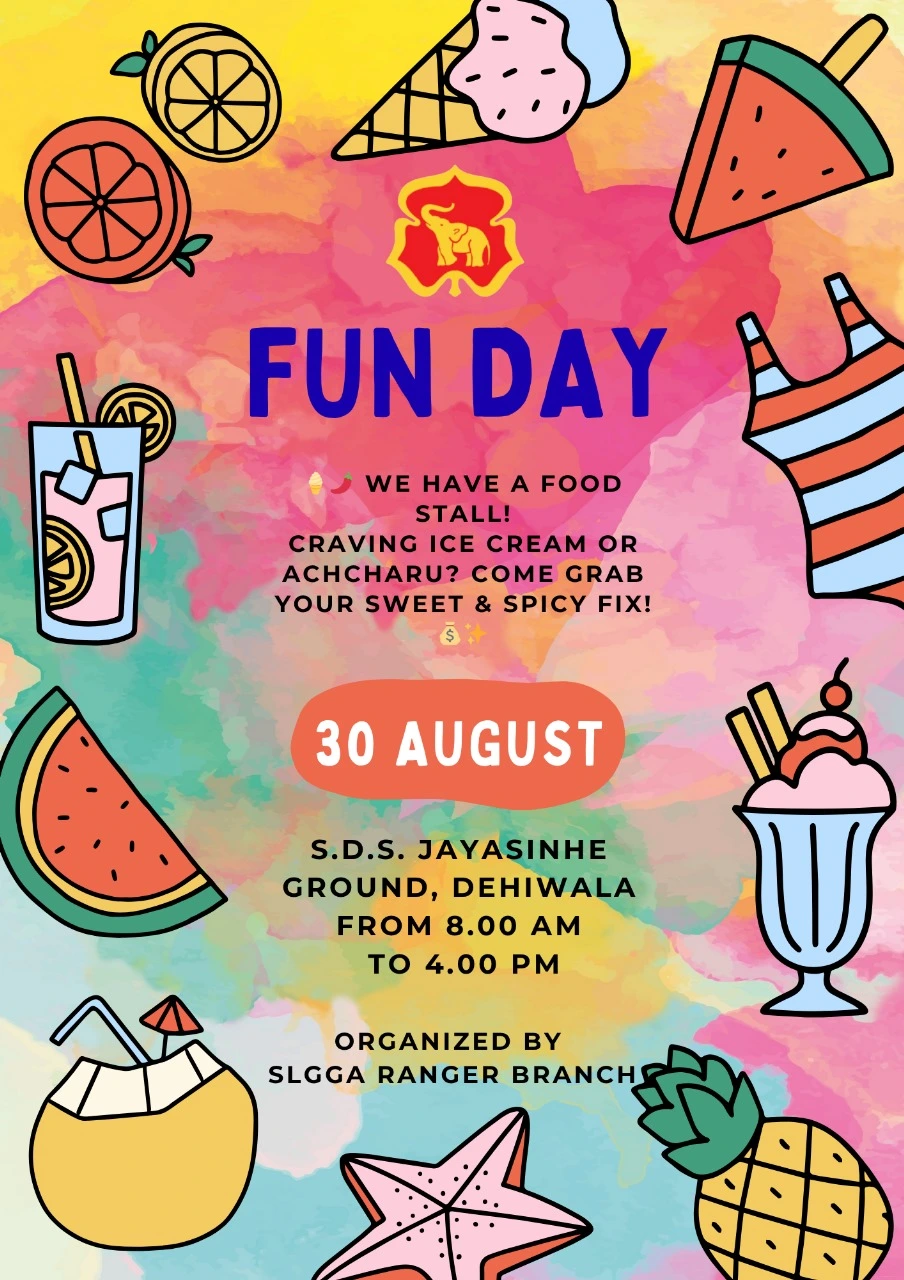 FUN DAY
🍦🌶️ WE HAVE A FOOD
STALL!
CRAVING ICE CREAM OR
ACHCHARU? COME GRAB
YOUR SWEET & SPICY FIX!
💰✨
30 AUGUST
S.D.S. JAYASINHE
GROUND, DEHIWALA
FROM 8.00 AM
TO 4.00 PM
ORGANIZED BY
SLGGA RANGER BRANCH